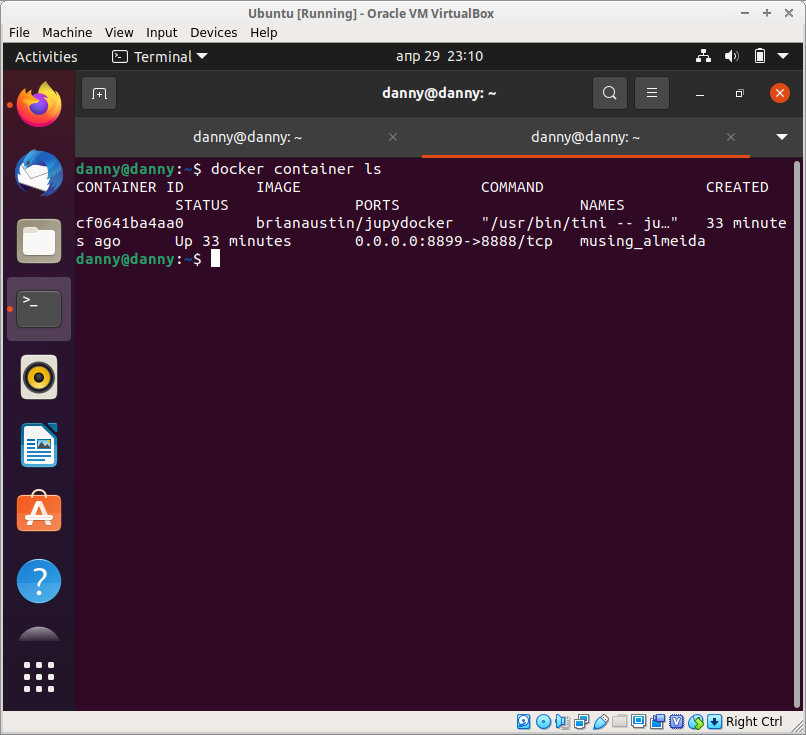 Ubuntu [Running] - Oracle VM VirtualBox
File Machine View Input Devices Help
Activities Terminal апр 29 23:10
danny@danny: ~
danny@danny: ~ danny@danny: ~
danny@danny:~$ docker container ls
CONTAINER ID        IMAGE                    COMMAND                  CREATED
           STATUS              PORTS                    NAMES
cf0641ba4aa0        brianaustin/jupydocker   "/usr/bin/tini -- ju…"   33 minute
s ago      Up 33 minutes       0.0.0.0:8899->8888/tcp   musing_almeida
danny@danny:~$
Right Ctrl